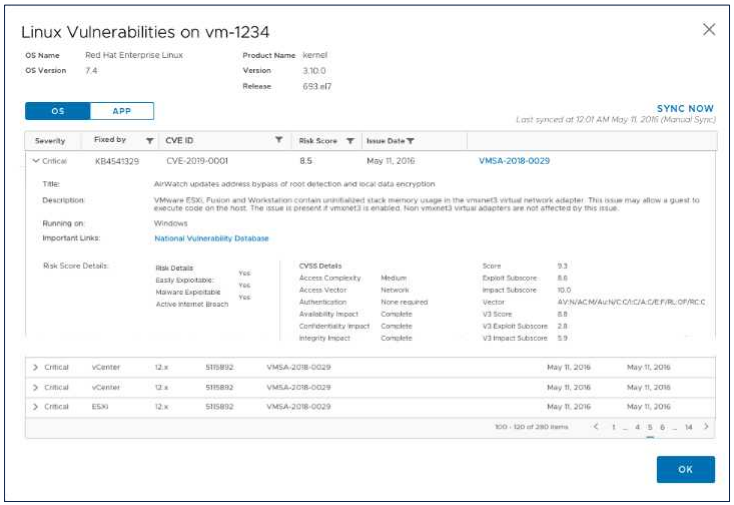 Linux Vulnerabilities on vm-1234
OS Name Red Hat Enterprise Linux Product Name kernel
OS Version 7.4 Version 3.10.0
Release 693.el7
OS APP
SYNC NOW
Last synced at 12:01 AM May 11, 2016 (Manual Sync)
Severity Fixed by CVE ID Risk Score Issue Date
Critical KB4541329 CVE-2019-0001 8.5 May 11, 2016 VMSA-2018-0029
Title: AirWatch updates address bypass of root detection and local data encryption
Description: VMware ESXi, Fusion and Workstation contain uninitialized stack memory usage in the vmxnet3 virtual network adapter. This issue may allow a guest to
execute code on the host. The issue is present if vmxnet3 is enabled. Non vmxnet3 virtual adapters are not affected by this issue.
Running on: Windows
Important Links: National Vulnerability Database
Risk Score Details: Risk Details CVSS Details Score 9.3
Easily Exploitable: Yes Access Complexity Medium Exploit Subscore 8.6
Malware Exploitable Yes Access Vector Network Impact Subscore 10.0
Active Internet Breach Yes Authentication None required Vector AV:N/AC:M/Au:N/C:C/I:C/A:C/E:F/RL:OF/RC:C
Availability Impact Complete V3 Score 8.8
Confidentiality Impact Complete V3 Exploit Subscore 2.8
Integrity Impact Complete V3 Impact Subscore 5.9
Critical vCenter 12.x 5115892 VMSA-2018-0029 May 11, 2016 May 11, 2016
Critical vCenter 12.x 5115892 VMSA-2018-0029 May 11, 2016 May 11, 2016
Critical ESXi 12.x 5115892 VMSA-2018-0029 May 11, 2016 May 11, 2016
100 - 120 of 280 items 1 ... 4 5 6 ... 14
OK